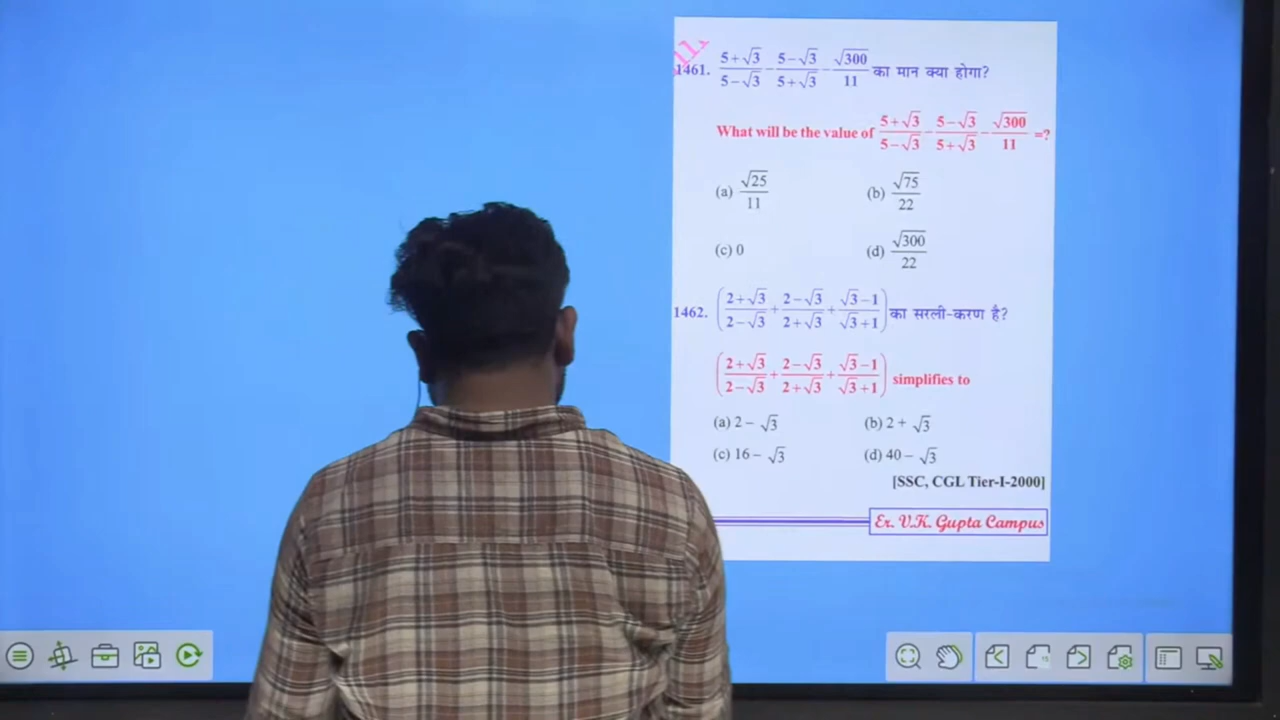 1461. (5+√3)/(5−√3) − (5−√3)/(5+√3) − √300/11 का मान क्या होगा?
What will be the value of (5+√3)/(5−√3) − (5−√3)/(5+√3) − √300/11 =?
(a) √25/11 (b) √75/22
(c) 0 (d) √300/22
1462. ((2+√3)/(2−√3) + (2−√3)/(2+√3) + (√3−1)/(√3+1)) का सरली-करण है?
((2+√3)/(2−√3) + (2−√3)/(2+√3) + (√3−1)/(√3+1)) simplifies to
(a) 2 − √3 (b) 2 + √3
(c) 16 − √3 (d) 40 − √3
[SSC, CGL Tier-I-2000]
Er. V.K. Gupta Campus